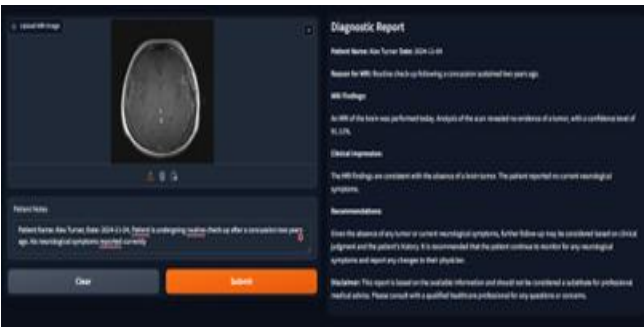 Upload MRI Image
Patient Notes
Patient Name: Alex Turner, Date: 2024-11-04, Patient is undergoing routine check-up after a concussion two years
ago. No neurological symptoms reported currently
Clear
Submit
Diagnostic Report
Patient Name: Alex Turner Date: 2024-11-04
Reason for MRI: Routine check-up following a concussion sustained two years ago.
MRI Findings:
An MRI of the brain was performed today. Analysis of the scan revealed no evidence of a tumor, with a confidence level of
Clinical Impression:
The MRI findings are consistent with the absence of a brain tumor. The patient reported no current neurological
symptoms.
Recommendations:
Given the absence of any tumor or current neurological symptoms, further follow-up may be considered based on clinical
judgment and the patient's history. It is recommended that the patient continue to monitor for any neurological
symptoms and report any changes to their physician.
Disclaimer: This report is based on the available information and should not be considered a substitute for professional
medical advice. Please consult with a qualified healthcare professional for any questions or concerns.